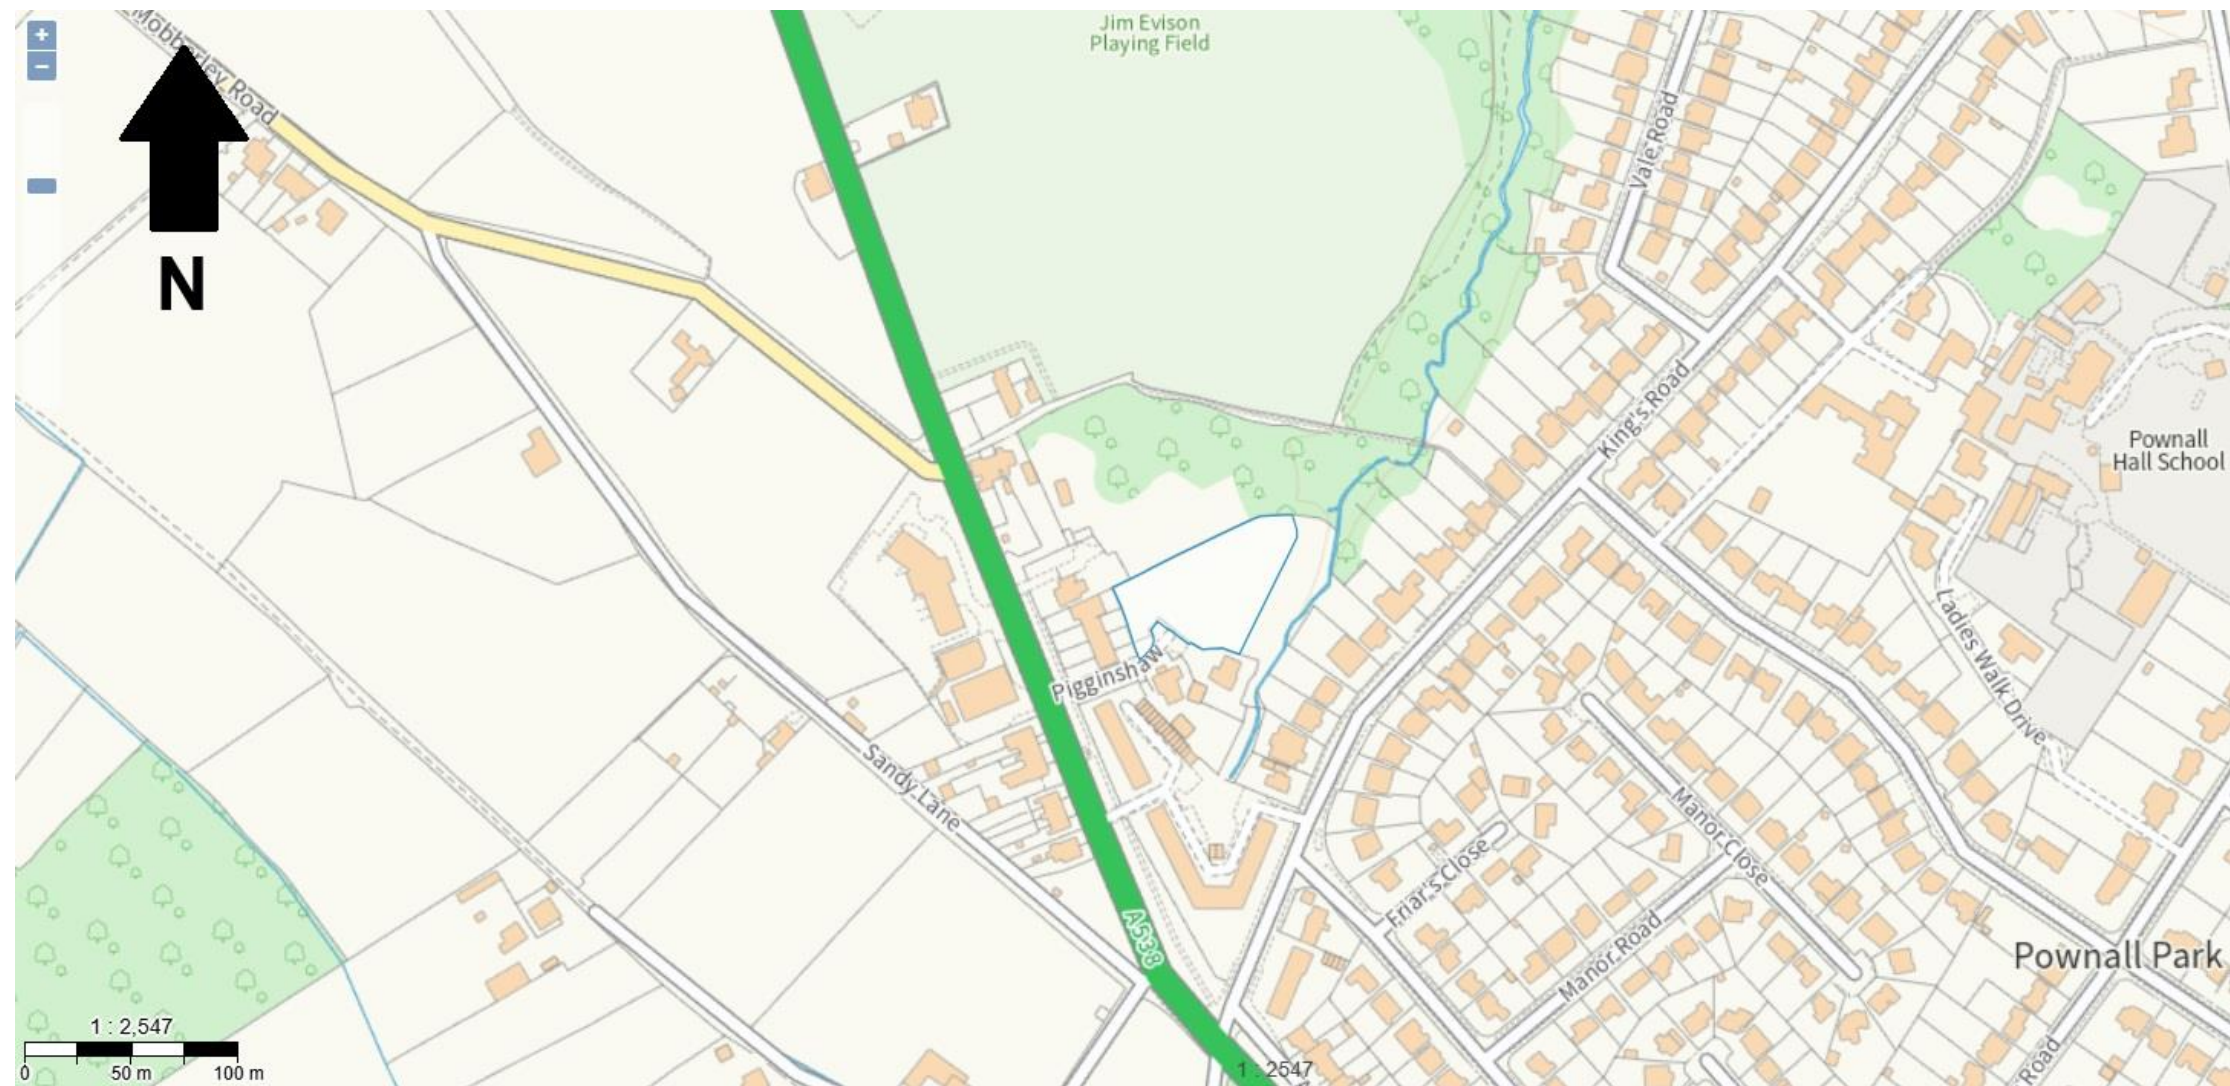 Jim Evison
Playing Field
+
−
Mobberley Road
N
Vale Road
King's Road
Pownall
Hall School
Ladies Walk Drive
Pigginshaw
Sandy Lane
Manor Close
Friar's Close
Manor Road
A538
Pownall Park
Road
1 : 2,547
0 50 m 100 m
1 : 2547